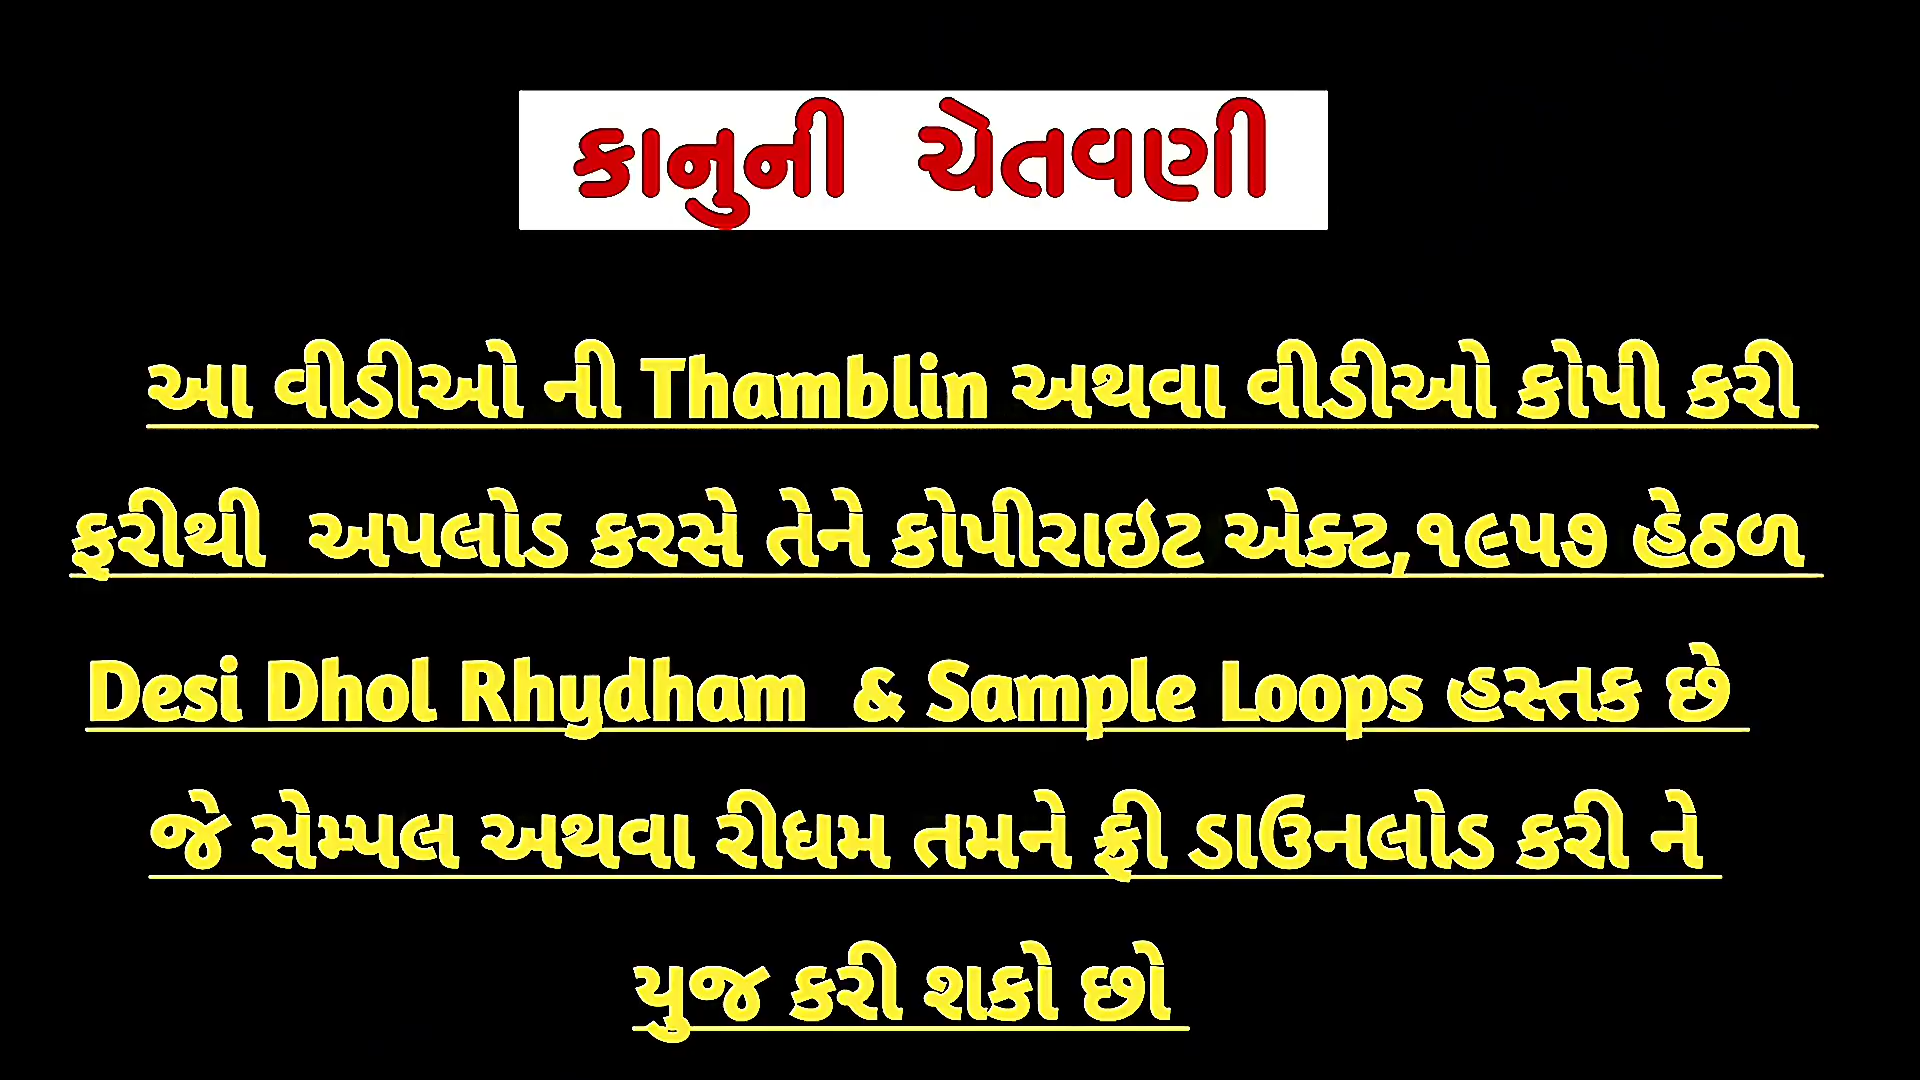 કાનુની ચેતવણી
આ વીડીઓ ની Thamblin અથવા વીડીઓ કોપી કરી
ફરીથી અપલોડ કરસે તેને કોપીરાઇટ એક્ટ,૧૯૫૭ હેઠળ
Desi Dhol Rhydham & Sample Loops હસ્તક છે
જે સેમ્પલ અથવા રીધમ તમને ફ્રી ડાઉનલોડ કરી ને
યુજ કરી શકો છો